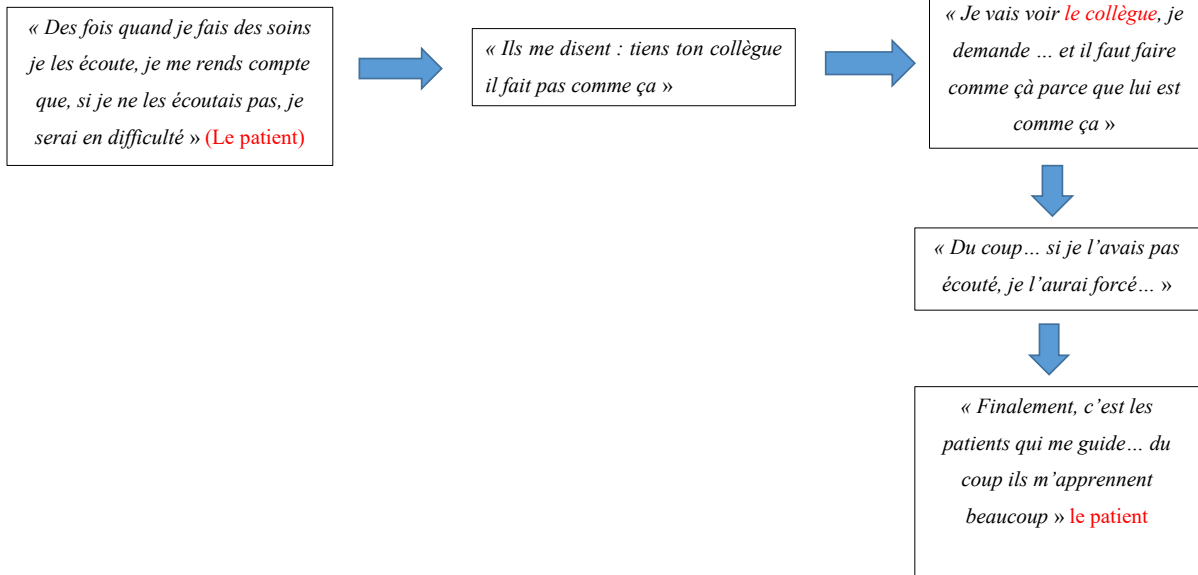 « Des fois quand je fais des soins
je les écoute, je me rends compte
que, si je ne les écoutais pas, je
serai en difficulté » (Le patient)
« Ils me disent : tiens ton collègue
il fait pas comme ça »
« Je vais voir le collègue, je
demande … et il faut faire
comme çà parce que lui est
comme ça »
« Du coup… si je l’avais pas
écouté, je l’aurai forcé… »
« Finalement, c’est les
patients qui me guide… du
coup ils m’apprennent
beaucoup » le patient